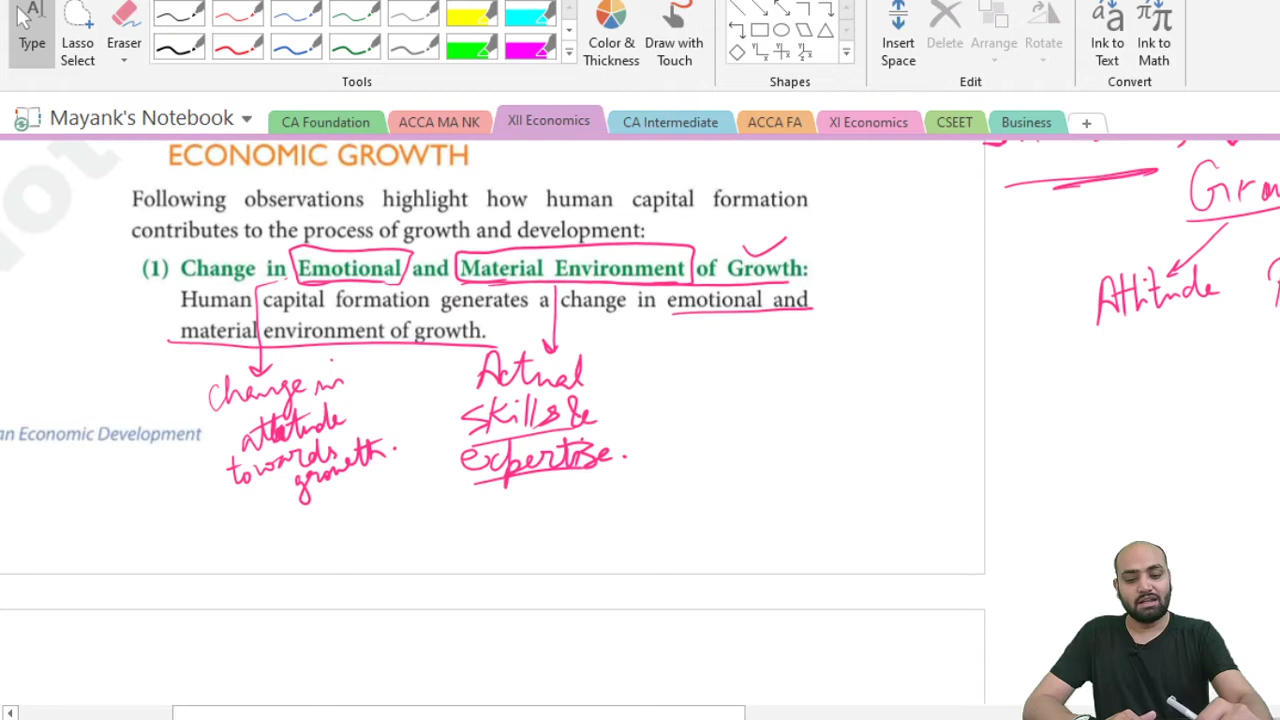 Type
Lasso
Select
Eraser
Color &
Thickness
Draw with
Touch
Insert
Space
Delete
Arrange
Rotate
Ink to
Text
Ink to
Math
Tools
Shapes
Edit
Convert
Mayank's Notebook
CA Foundation
ACCA MA NK
XII Economics
CA Intermediate
ACCA FA
XI Economics
CSEET
Business
ECONOMIC GROWTH
Following observations highlight how human capital formation
contributes to the process of growth and development:
(1) Change in Emotional and Material Environment of Growth:
Human capital formation generates a change in emotional and
material environment of growth.
Change in
attitude
towards
growth.
Actual
skills &
expertise.
an Economic Development
Attitude